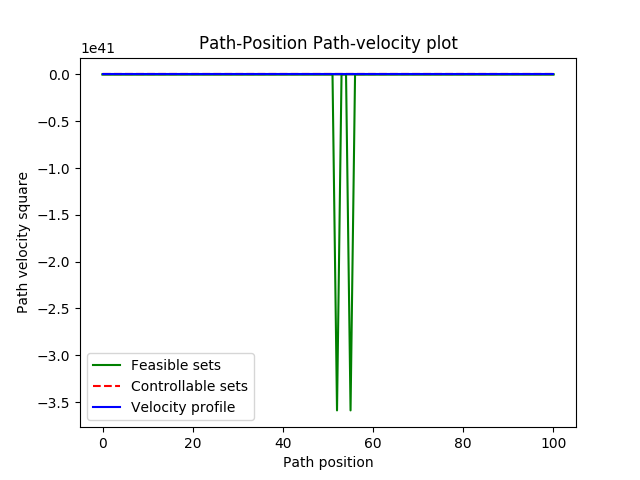 Path-Position Path-velocity plot
1e41
0.0
−0.5
−1.0
−1.5
−2.0
−2.5
−3.0
−3.5
Path velocity square
Feasible sets
Controllable sets
Velocity profile
0 20 40 60 80 100
Path position